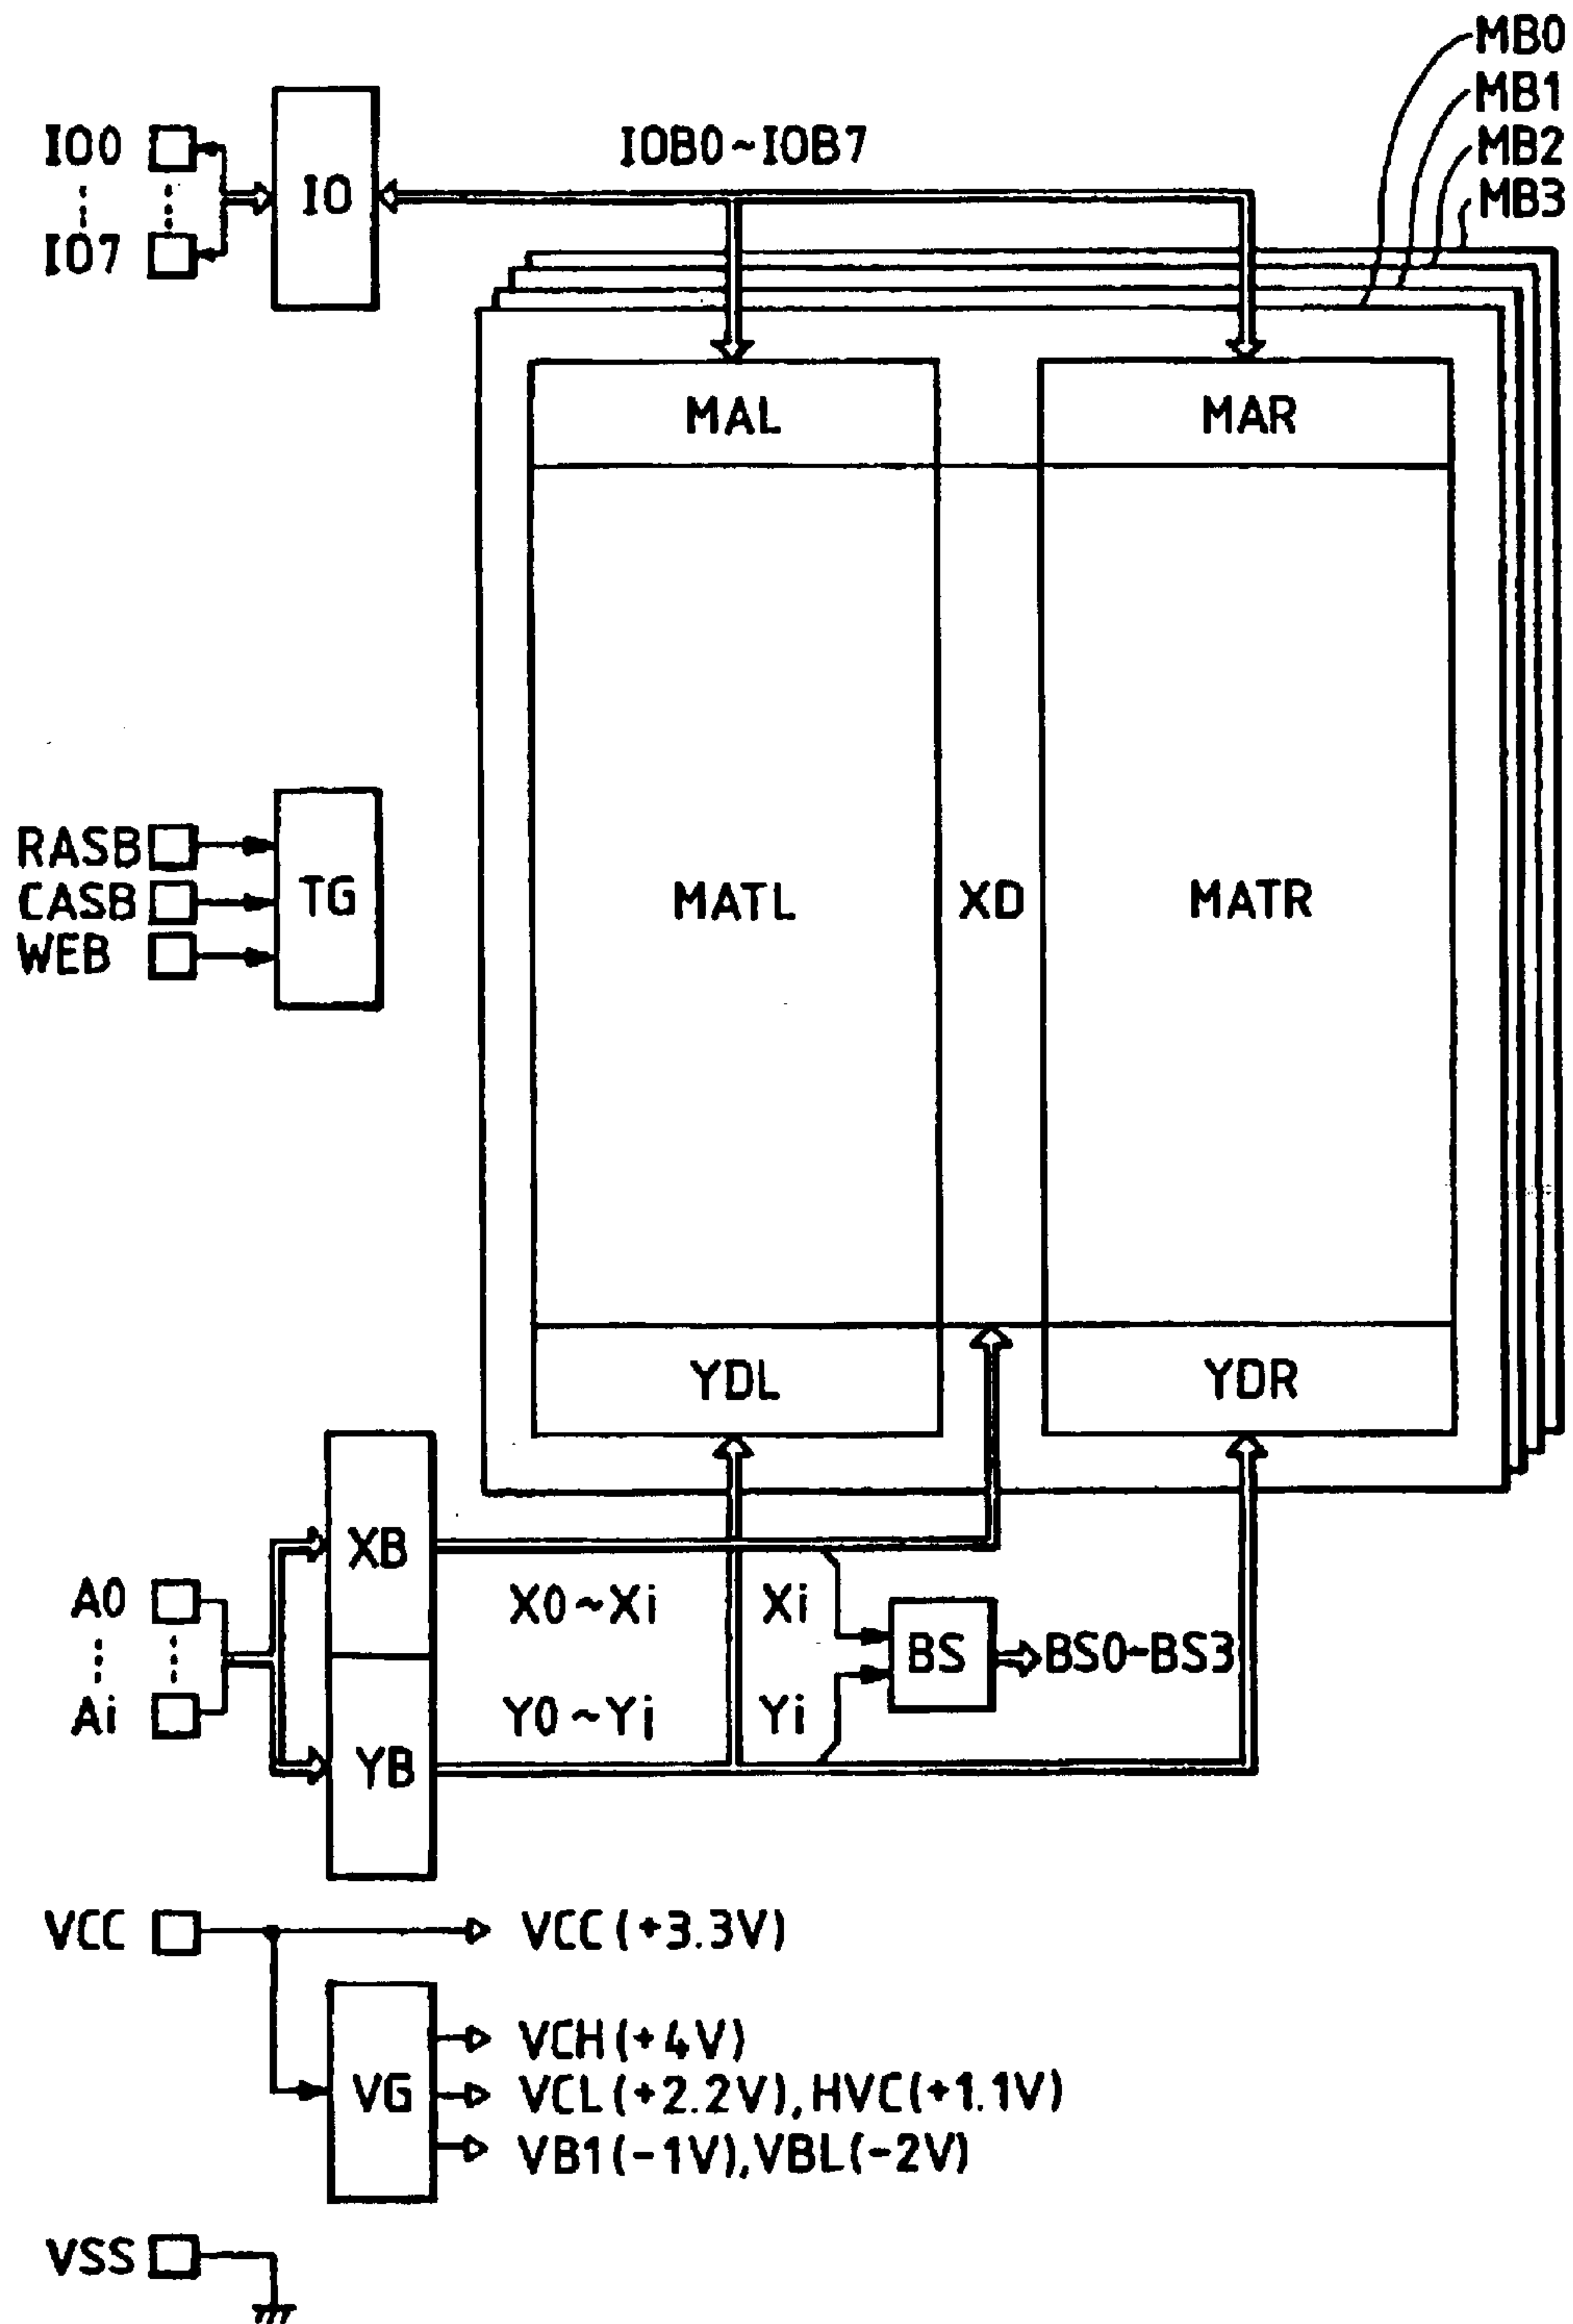 MB0
MB1
MB2
MB3
IO0
IO7
IO
IOB0~IOB7
MAL
MAR
RASB
CASB
WEB
TG
MATL
XD
MATR
YDL
YDR
A0
Ai
XB
YB
X0~Xi
Y0~Yi
Xi
Yi
BS
BS0~BS3
VCC
VCC(+3.3V)
VG
VCH(+4V)
VCL(+2.2V),HVC(+1.1V)
VB1(-1V),VBL(-2V)
VSS